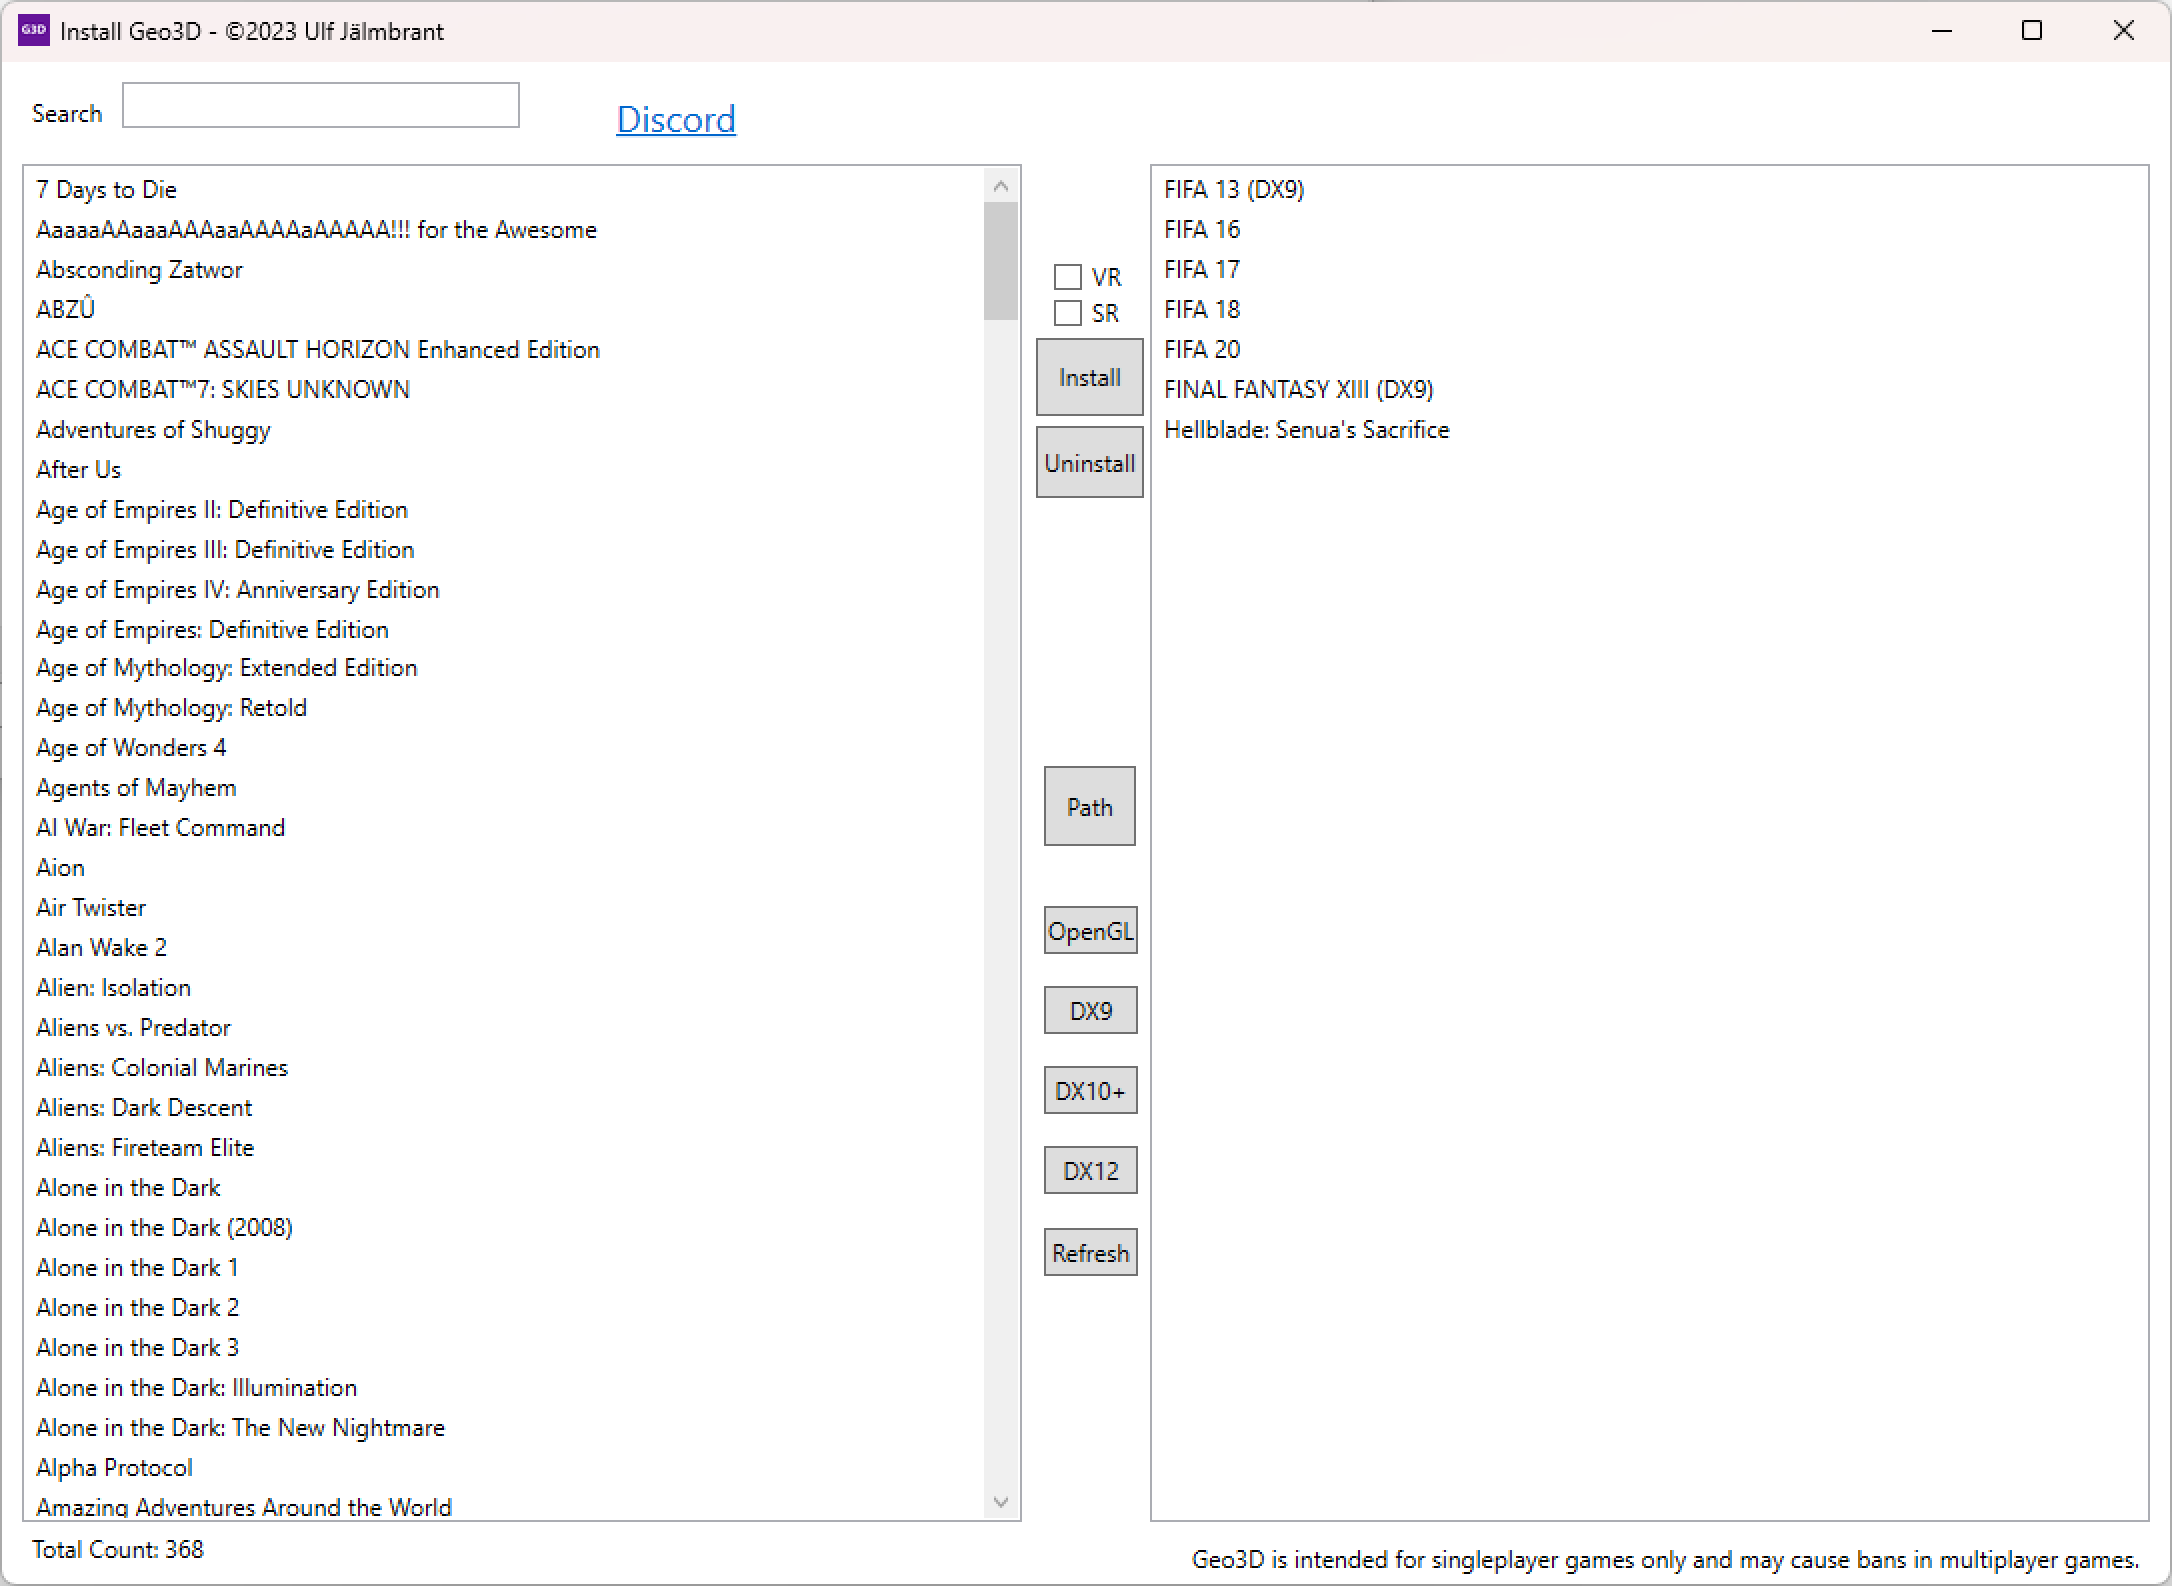 G3D Install Geo3D - ©2023 Ulf Jälmbrant
Search
Discord
7 Days to Die
AaaaaAAaaaAAAaaAAAAaAAAAA!!! for the Awesome
Absconding Zatwor
ABZÛ
ACE COMBAT™ ASSAULT HORIZON Enhanced Edition
ACE COMBAT™7: SKIES UNKNOWN
Adventures of Shuggy
After Us
Age of Empires II: Definitive Edition
Age of Empires III: Definitive Edition
Age of Empires IV: Anniversary Edition
Age of Empires: Definitive Edition
Age of Mythology: Extended Edition
Age of Mythology: Retold
Age of Wonders 4
Agents of Mayhem
AI War: Fleet Command
Aion
Air Twister
Alan Wake 2
Alien: Isolation
Aliens vs. Predator
Aliens: Colonial Marines
Aliens: Dark Descent
Aliens: Fireteam Elite
Alone in the Dark
Alone in the Dark (2008)
Alone in the Dark 1
Alone in the Dark 2
Alone in the Dark 3
Alone in the Dark: Illumination
Alone in the Dark: The New Nightmare
Alpha Protocol
Amazing Adventures Around the World
Total Count: 368
VR
SR
Install
Uninstall
Path
OpenGL
DX9
DX10+
DX12
Refresh
FIFA 13 (DX9)
FIFA 16
FIFA 17
FIFA 18
FIFA 20
FINAL FANTASY XIII (DX9)
Hellblade: Senua's Sacrifice
Geo3D is intended for singleplayer games only and may cause bans in multiplayer games.